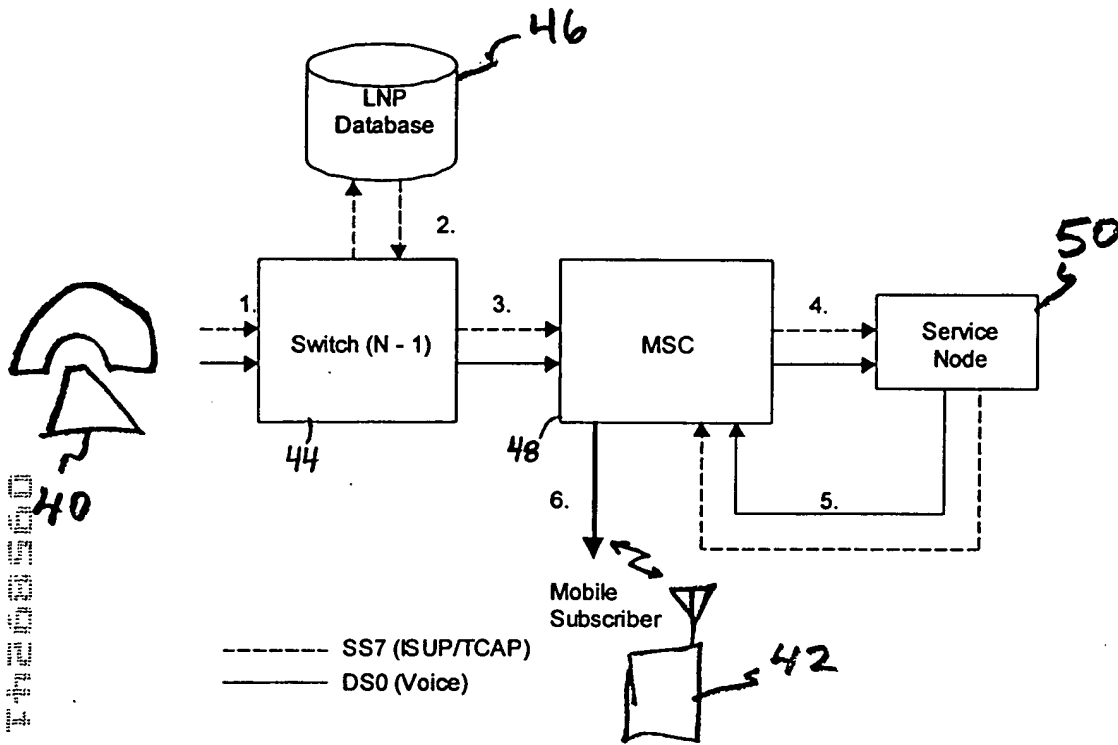 46
LNP
Database
2.
50
1.
Switch (N - 1)
3.
MSC
4.
Service
Node
44
48
40
6.
5.
Mobile
Subscriber
SS7 (ISUP/TCAP)
DS0 (Voice)
42
09589241